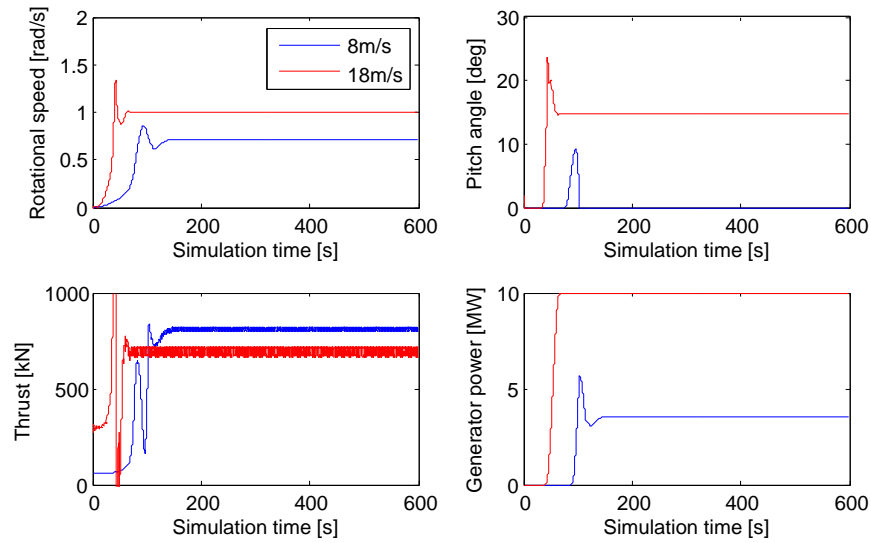 Rotational speed [rad/s]
2
1.5
1
0.5
0
0 200 400 600
Simulation time [s]
8m/s
18m/s
Pitch angle [deg]
30
20
10
0
0 200 400 600
Simulation time [s]
Thrust [kN]
1000
500
0
0 200 400 600
Simulation time [s]
Generator power [MW]
10
5
0
0 200 400 600
Simulation time [s]